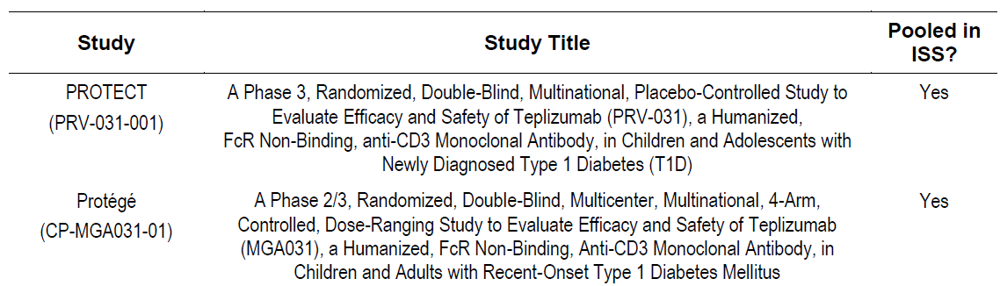 Study Study Title Pooled in
ISS?
PROTECT A Phase 3, Randomized, Double-Blind, Multinational, Placebo-Controlled Study to Yes
(PRV-031-001) Evaluate Efficacy and Safety of Teplizumab (PRV-031), a Humanized,
FcR Non-Binding, anti-CD3 Monoclonal Antibody, in Children and Adolescents with
Newly Diagnosed Type 1 Diabetes (T1D)
Protégé A Phase 2/3, Randomized, Double-Blind, Multicenter, Multinational, 4-Arm, Yes
(CP-MGA031-01) Controlled, Dose-Ranging Study to Evaluate Efficacy and Safety of Teplizumab
(MGA031), a Humanized, FcR Non-Binding, Anti-CD3 Monoclonal Antibody, in
Children and Adults with Recent-Onset Type 1 Diabetes Mellitus